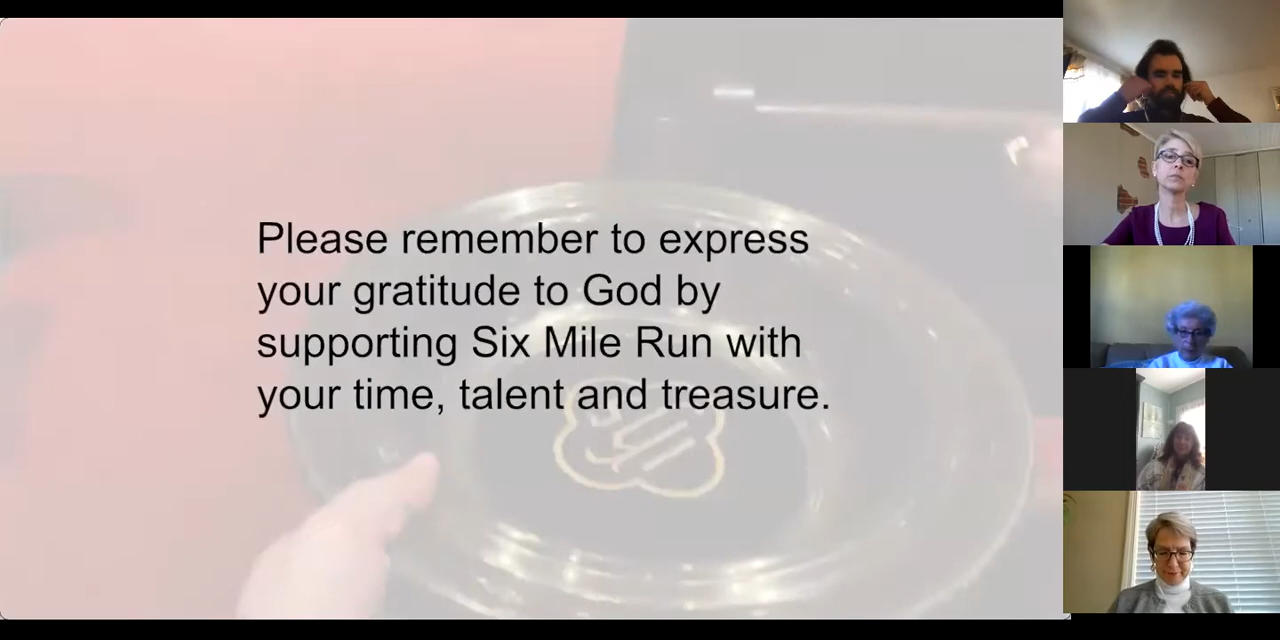 Please remember to express
your gratitude to God by
supporting Six Mile Run with
your time, talent and treasure.